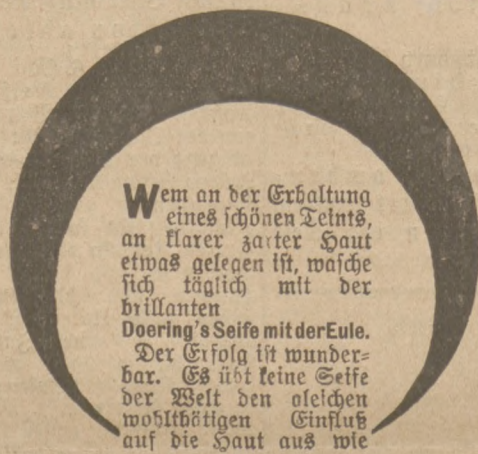 Wem an der Erhaltung
eines schönen Teints,
an klarer zarter Haut
etwas gelegen ist, wasche
sich täglich mit der
brillanten
Doering's Seife mit der Eule.
Der Erfolg ist wunder-
bar. Es übt keine Seife
der Welt den gleichen
wohlthätigen Einfluß
auf die Haut aus wie